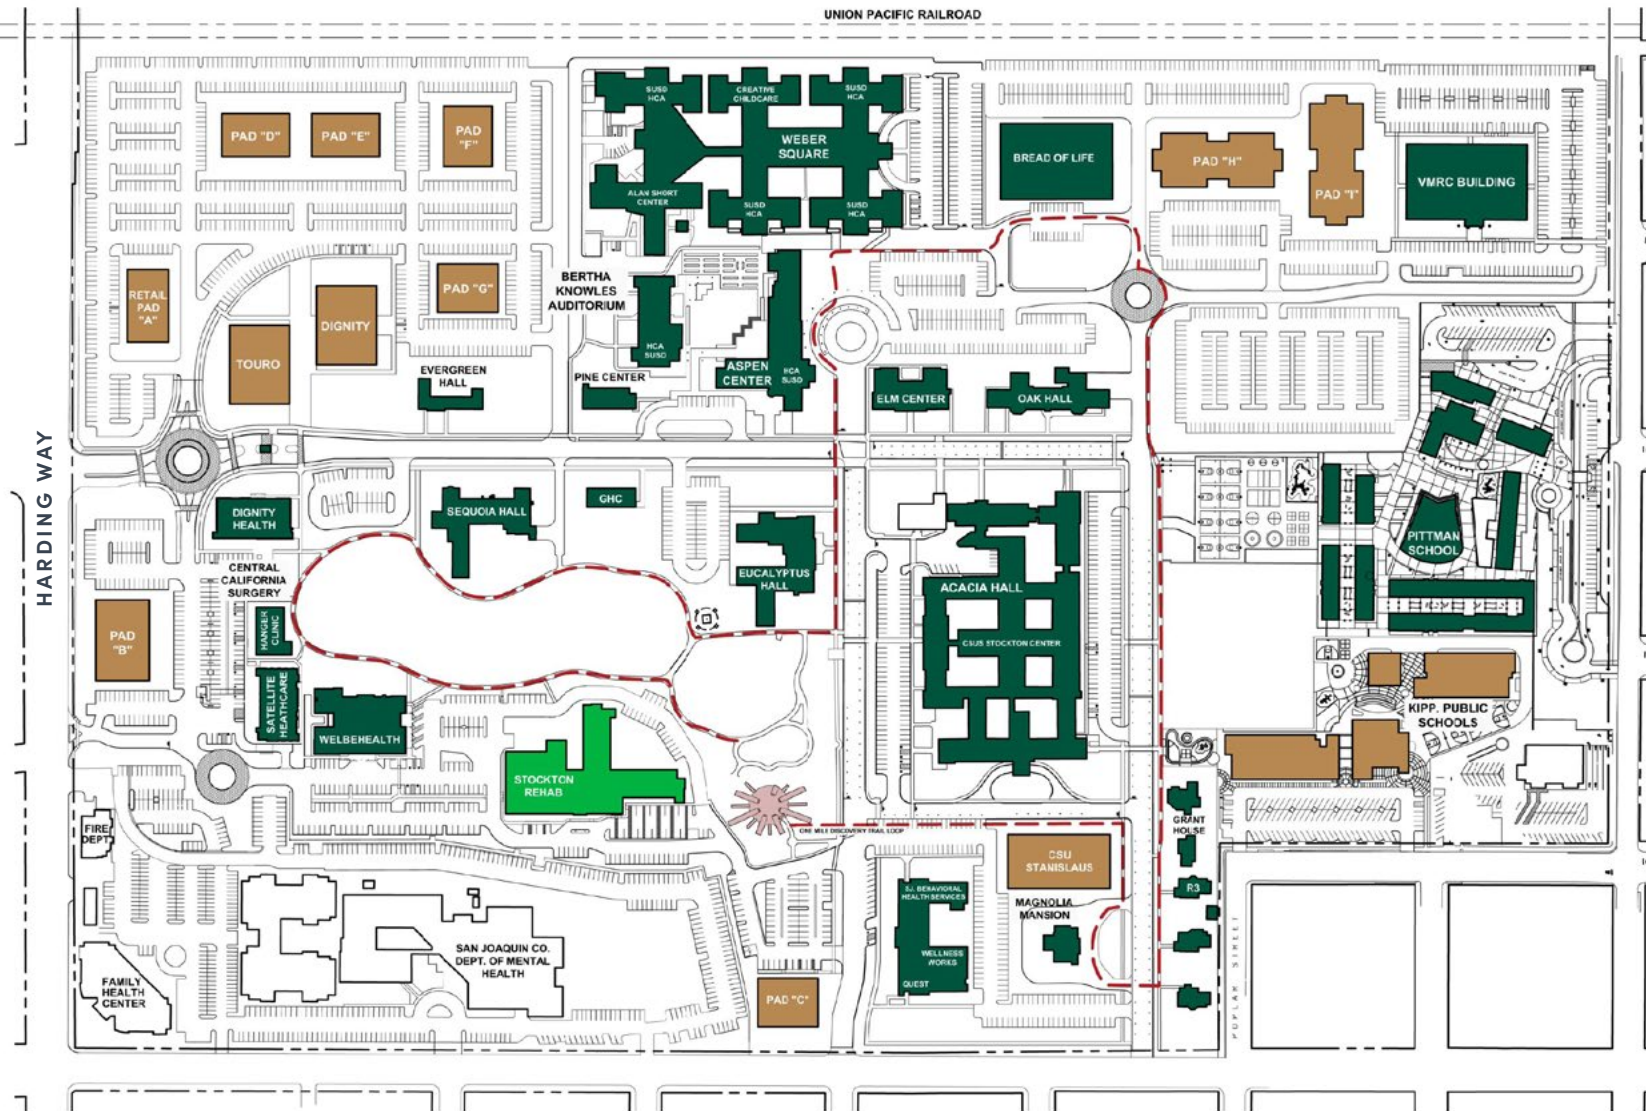 UNION PACIFIC RAILROAD
SUSD
HCA
CREATIVE
CHILDCARE
SUSD
HCA
PAD "D"
PAD "E"
PAD
"F"
WEBER
SQUARE
BREAD OF LIFE
PAD "H"
PAD "I"
VMRC BUILDING
ALAN SHORT
CENTER
SUSD
HCA
SUSD
HCA
BERTHA
KNOWLES
AUDITORIUM
RETAIL
PAD
"A"
PAD "G"
DIGNITY
TOURO
HCA
SUSD
EVERGREEN
HALL
PINE CENTER
ASPEN
CENTER
HCA
SUSD
ELM CENTER
OAK HALL
HARDING WAY
DIGNITY
HEALTH
SEQUOIA HALL
GHC
PITTMAN
SCHOOL
CENTRAL
CALIFORNIA
SURGERY
EUCALYPTUS
HALL
ACACIA HALL
HANGER
CLINIC
PAD
"B"
CSUS STOCKTON CENTER
SATELLITE
HEATHCARE
WELBEHEALTH
KIPP. PUBLIC
SCHOOLS
STOCKTON
REHAB
FIRE
DEPT
ONE MILE DISCOVERY TRAIL LOOP
GRANT
HOUSE
CSU
STANISLAUS
R3
SJ. BEHAVIORAL
HEALTH SERVICES
MAGNOLIA
MANSION
SAN JOAQUIN CO.
DEPT. OF MENTAL
HEALTH
WELLNESS
WORKS
QUEST
FAMILY
HEALTH
CENTER
PAD "C"
POPLAR STREET